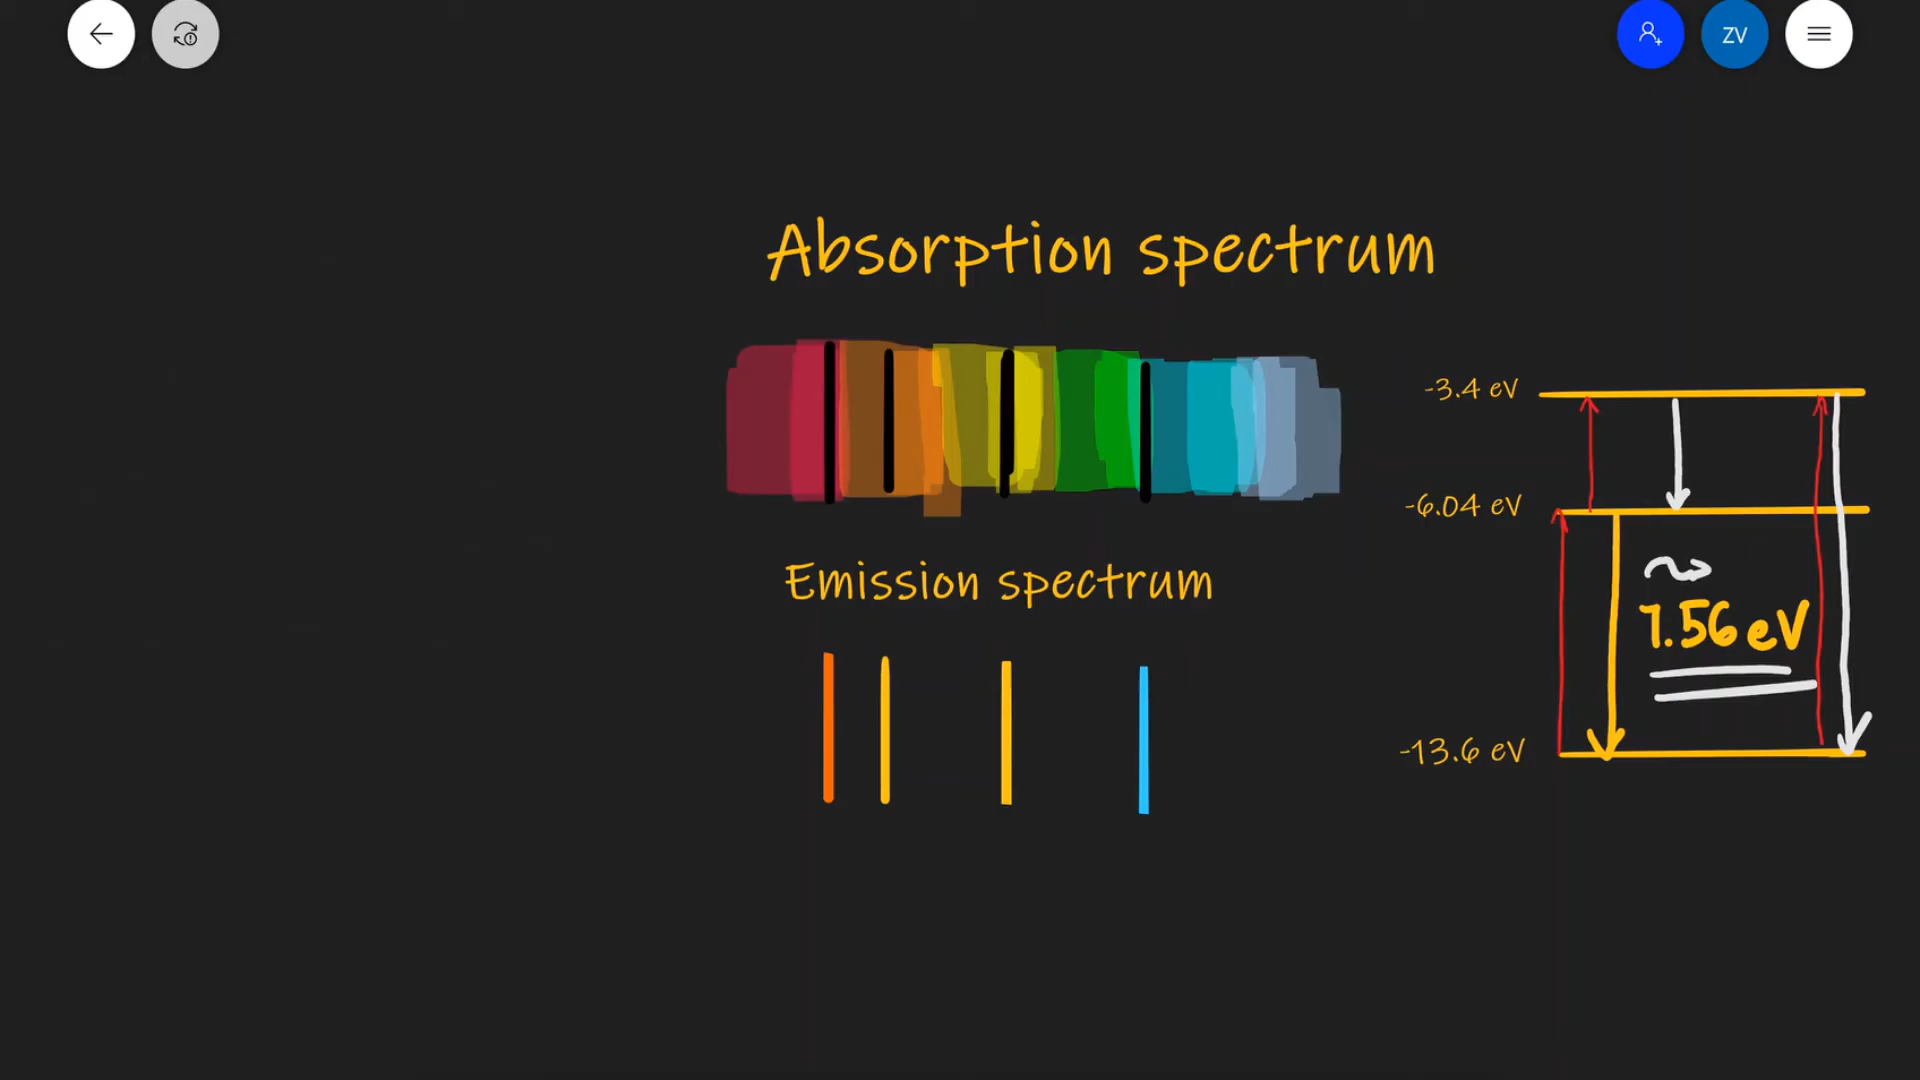 ZV
Absorption spectrum
-3.4 eV
-6.04 eV
Emission spectrum
7.56 eV
-13.6 eV